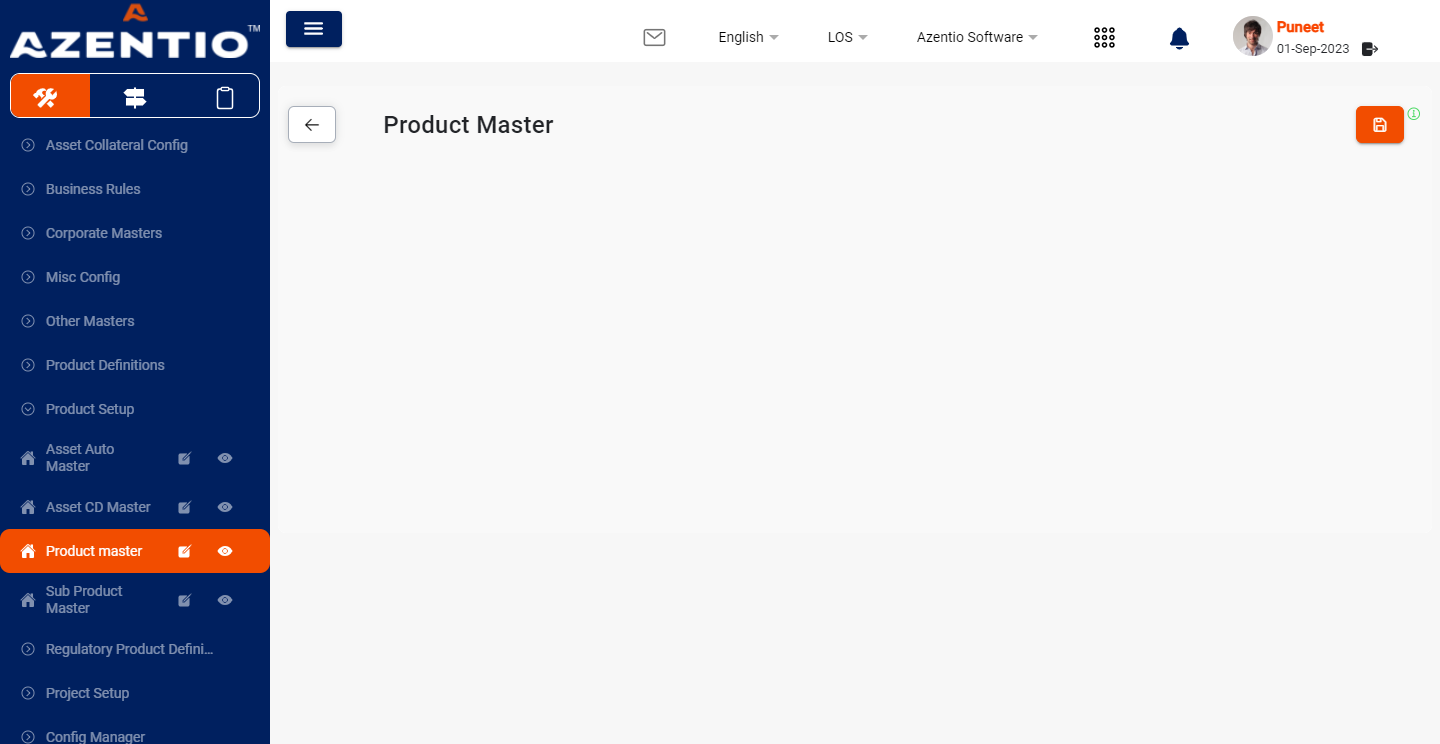 AZENTIO™
English
LOS
Azentio Software
Puneet
01-Sep-2023
Product Master
Asset Collateral Config
Business Rules
Corporate Masters
Misc Config
Other Masters
Product Definitions
Product Setup
Asset Auto
Master
Asset CD Master
Product master
Sub Product
Master
Regulatory Product Defini...
Project Setup
Config Manager